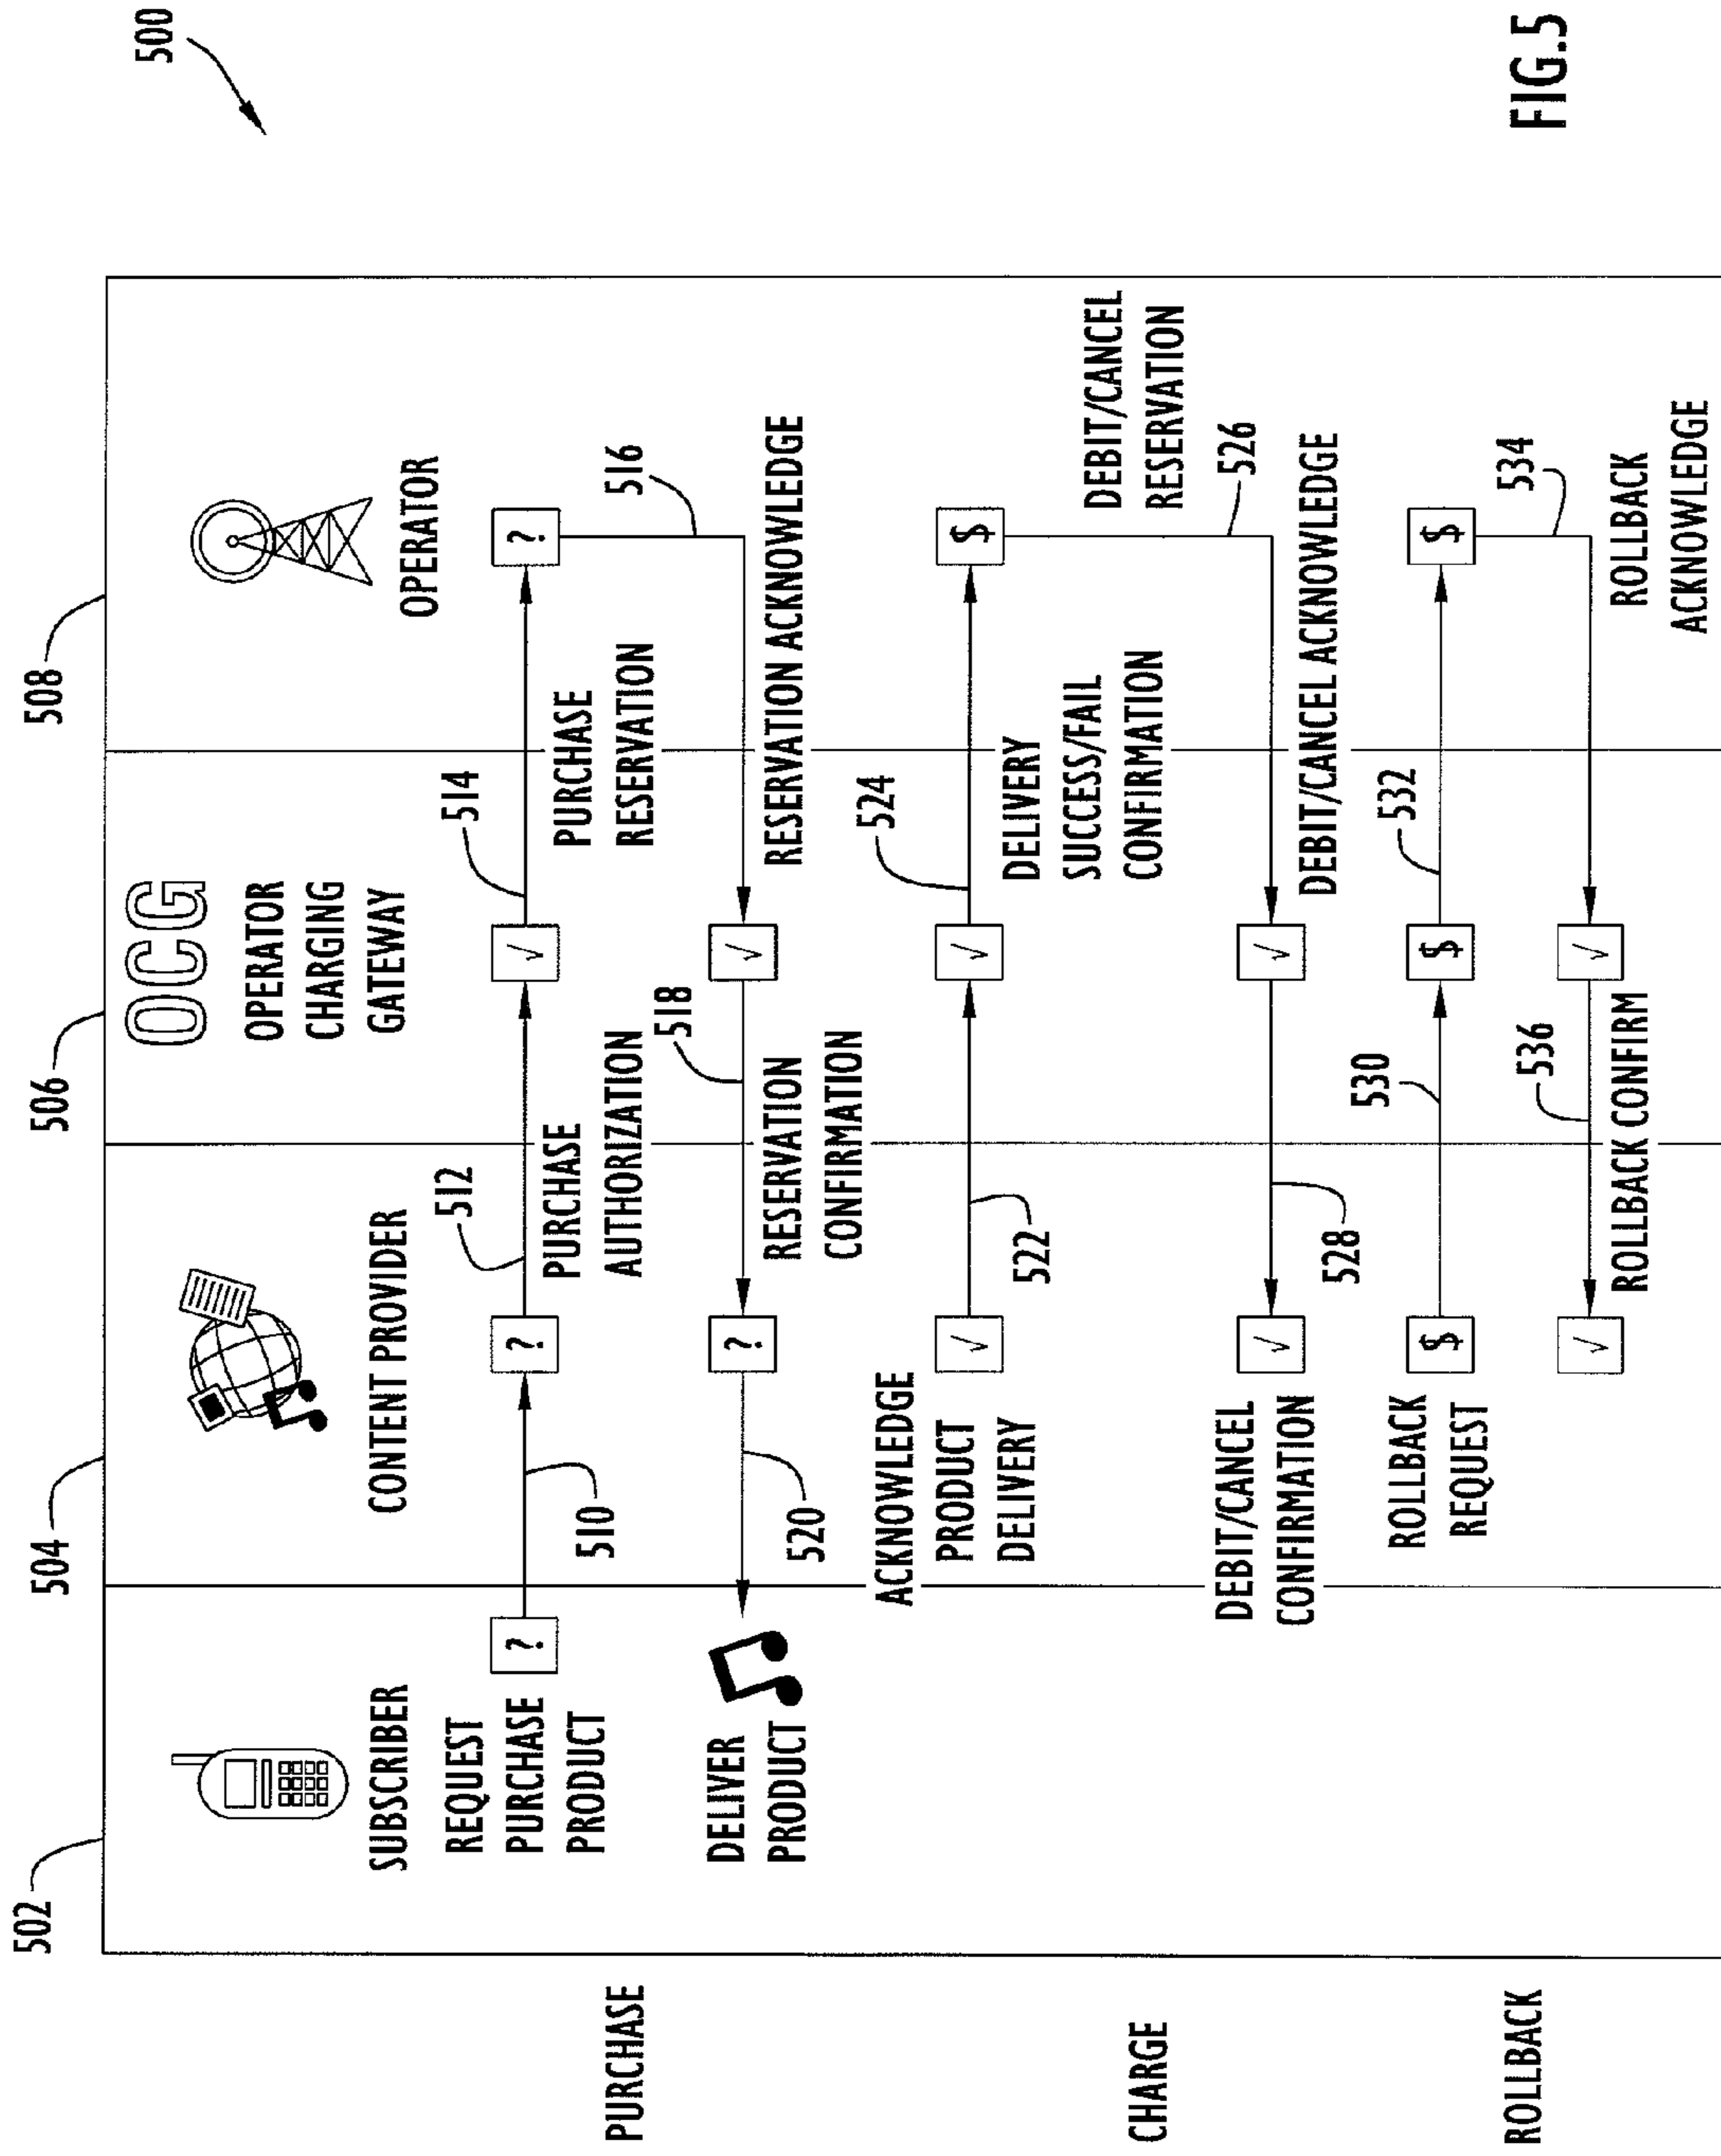 500
502
504
506
508
SUBSCRIBER
CONTENT PROVIDER
OCG
OPERATOR
CHARGING
GATEWAY
OPERATOR
PURCHASE
REQUEST
PURCHASE
PRODUCT
?
510
?
512
PURCHASE
AUTHORIZATION
√
514
PURCHASE
RESERVATION
?
516
RESERVATION ACKNOWLEDGE
√
518
RESERVATION
CONFIRMATION
?
520
DELIVER
PRODUCT
CHARGE
ACKNOWLEDGE
PRODUCT
DELIVERY
√
522
√
524
DELIVERY
SUCCESS/FAIL
CONFIRMATION
$
DEBIT/CANCEL
RESERVATION
526
DEBIT/CANCEL ACKNOWLEDGE
√
528
√
DEBIT/CANCEL
CONFIRMATION
ROLLBACK
ROLLBACK
REQUEST
$
530
$
532
$
534
ROLLBACK
ACKNOWLEDGE
√
536
ROLLBACK CONFIRM
√
FIG.5